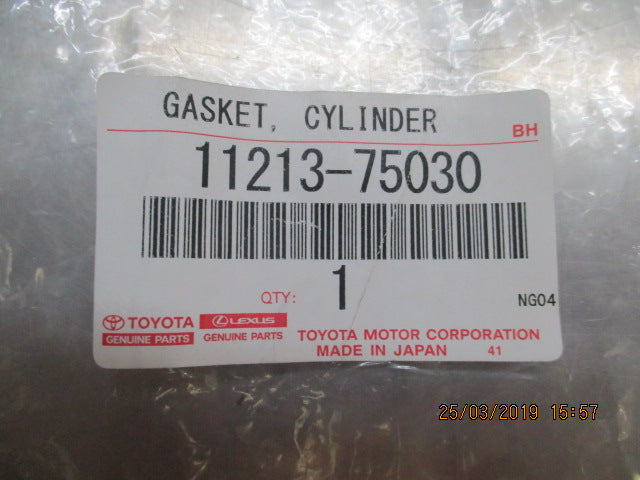 GASKET, CYLINDER
BH
11213-75030
QTY: 1
NG04
TOYOTA
GENUINE PARTS
LEXUS
GENUINE PARTS
TOYOTA MOTOR CORPORATION
MADE IN JAPAN 41
25/03/2019 15:57